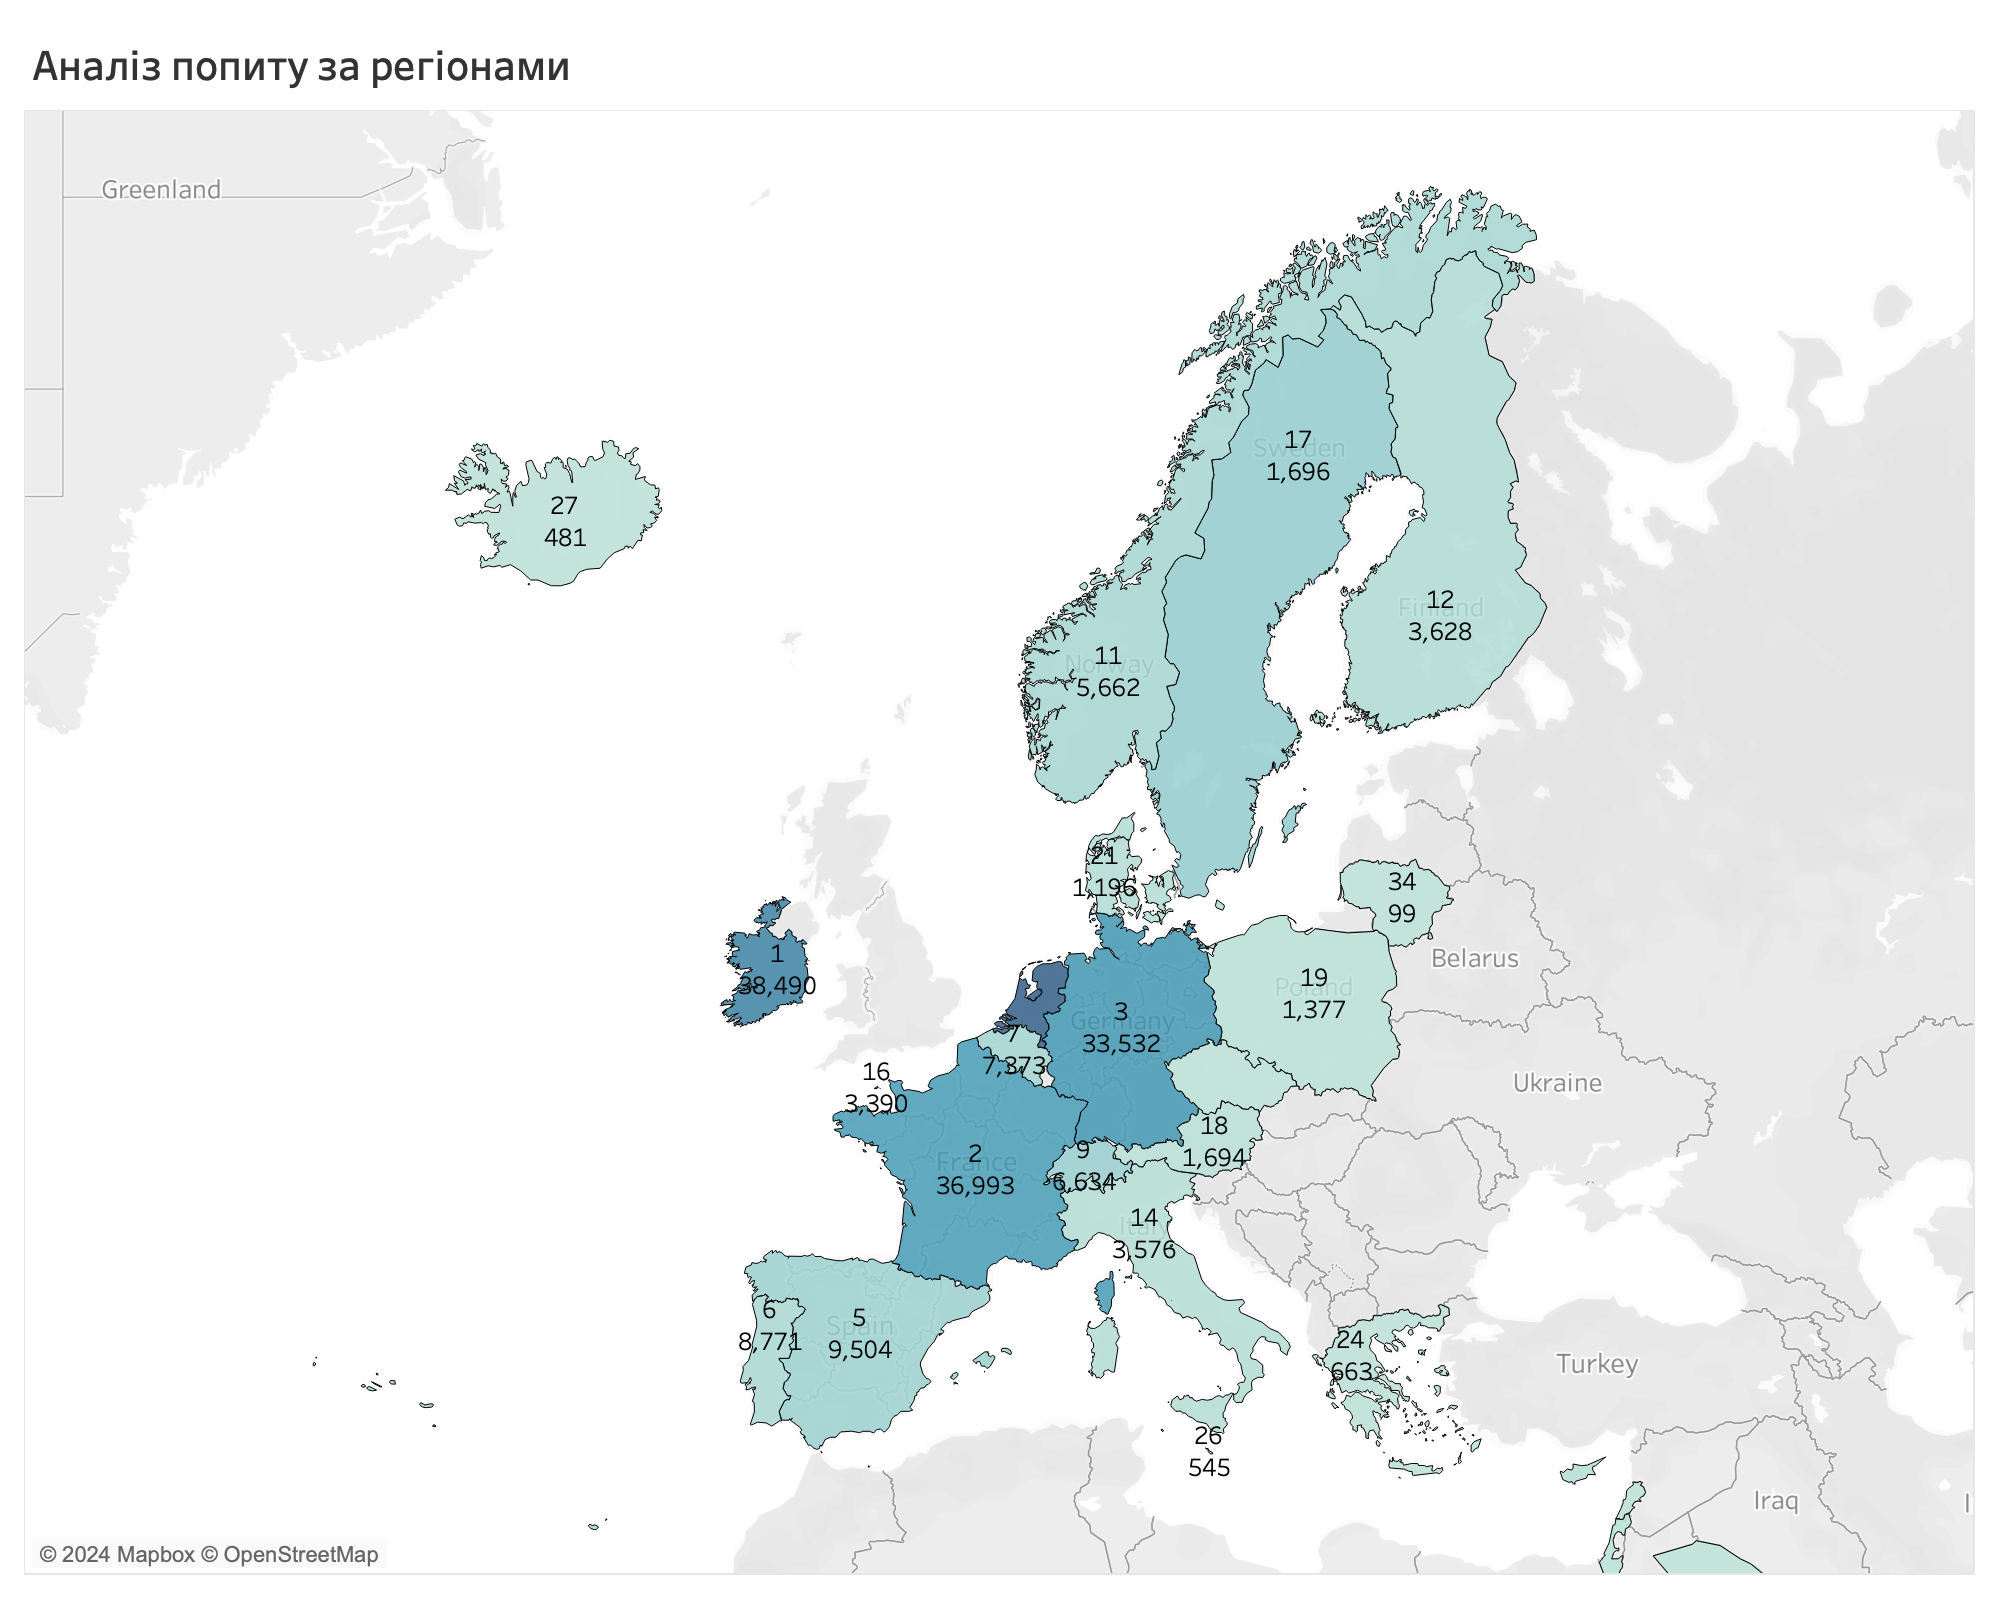 Аналіз попиту за регіонами
Greenland
17
Sweden
1,696
27
481
12
Finland
3,628
11
Norway
5,662
21
1,196
34
99
1
38,490
Belarus
19
Poland
1,377
3
Germany
33,532
7
7,373
16
3,390
Ukraine
18
1,694
2
France
36,993
9
6,634
14
Italy
3,576
6
8,771
5
Spain
9,504
24
663
Turkey
26
545
Iraq
I
© 2024 Mapbox © OpenStreetMap